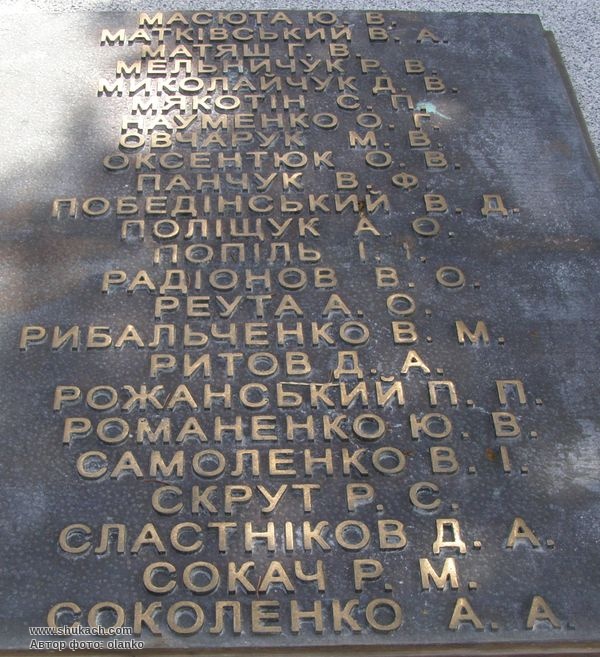 МАСЮТА Ю. В.
МАТКІВСЬКИЙ В. А.
МАТЯШ Г. В.
МЕЛЬНИЧУК Р. В.
МИКОЛАЙЧУК Д. В.
МЯКОТІН С. П.
НАУМЕНКО О. Г.
ОВЧАРУК М. В.
ОКСЕНТЮК О. В.
ПАНЧУК В. Ф
ПОБЕДІНСЬКИЙ В. Д.
ПОЛІЩУК А. О.
ПОПІЛЬ І. І.
РАДІОНОВ В. О.
РЕУТА А. О.
РИБАЛЬЧЕНКО В. М.
РИТОВ Д. А.
РОЖАНСЬКИЙ П. П.
РОМАНЕНКО Ю. В.
САМОЛЕНКО В. І.
СКРУТ Р. С.
СЛАСТНІКОВ Д. А.
СОКАЧ Р. М.
СОКОЛЕНКО А. А.
www.shukach.com
Автор фото: olanko